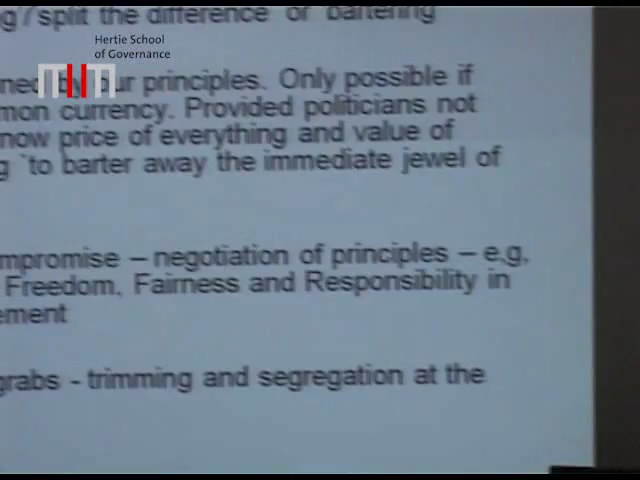 g'/split the difference or bartering
Hertie School
of Governance
ned by our principles. Only possible if
mon currency. Provided politicians not
now price of everything and value of
g `to barter away the immediate jewel of
mpromise – negotiation of principles – e.g.
Freedom, Fairness and Responsibility in
ement
grabs - trimming and segregation at the